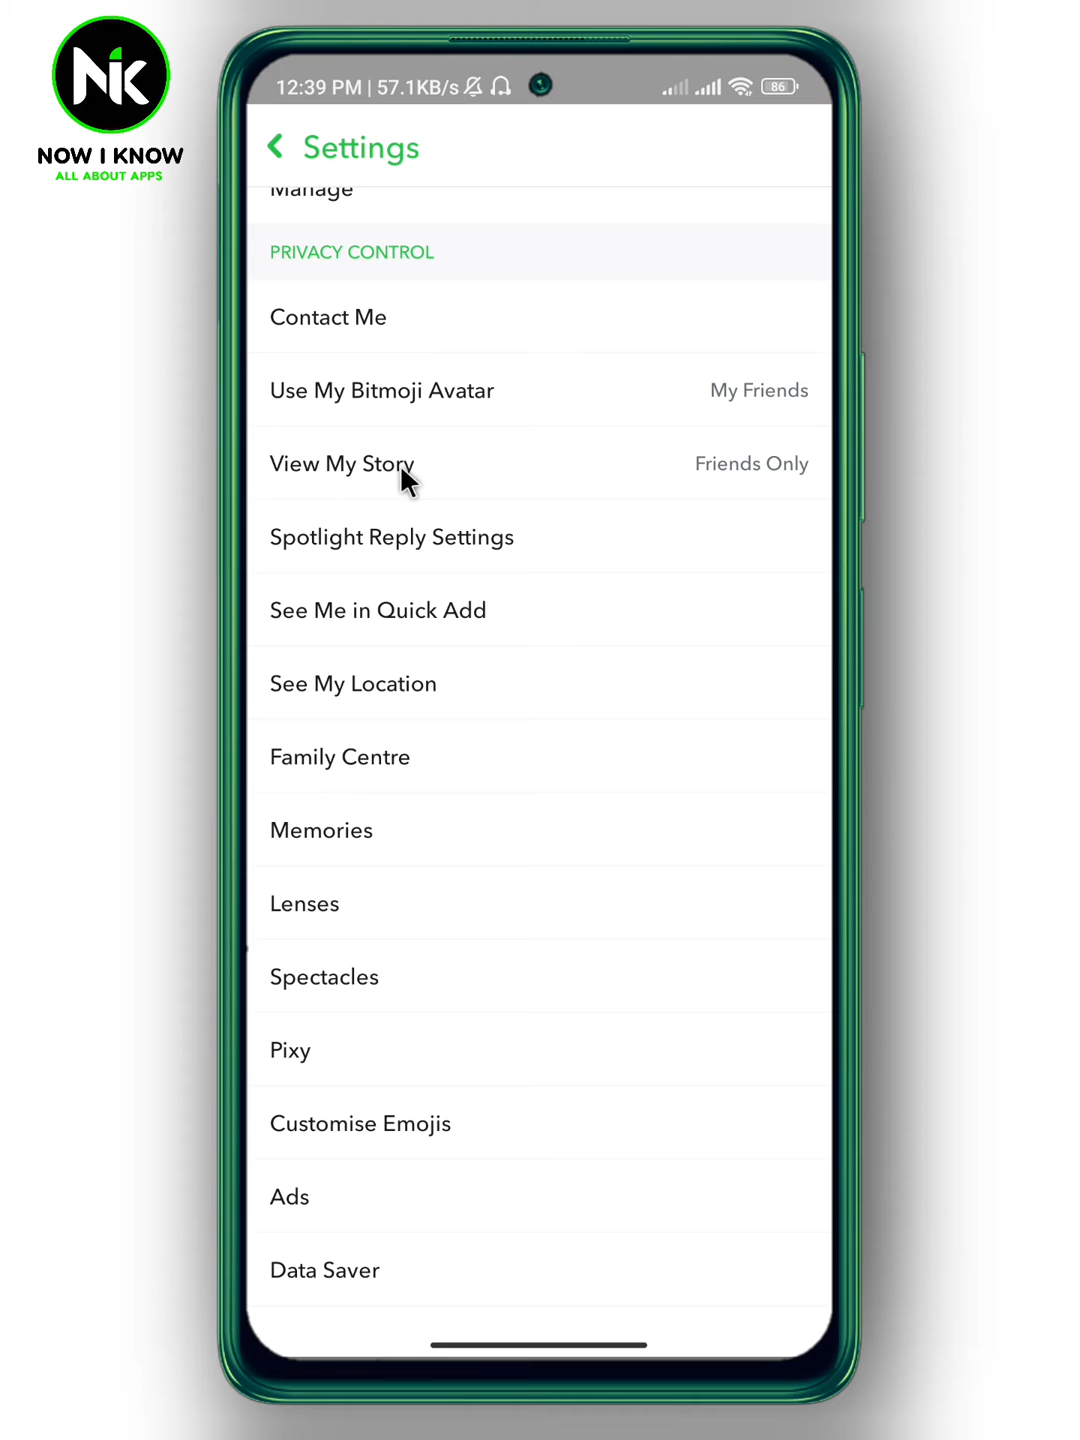 NIK
NOW I KNOW
ALL ABOUT APPS
12:39 PM | 57.1KB/s
86
Settings
Manage
PRIVACY CONTROL
Contact Me
Use My Bitmoji Avatar My Friends
View My Story Friends Only
Spotlight Reply Settings
See Me in Quick Add
See My Location
Family Centre
Memories
Lenses
Spectacles
Pixy
Customise Emojis
Ads
Data Saver